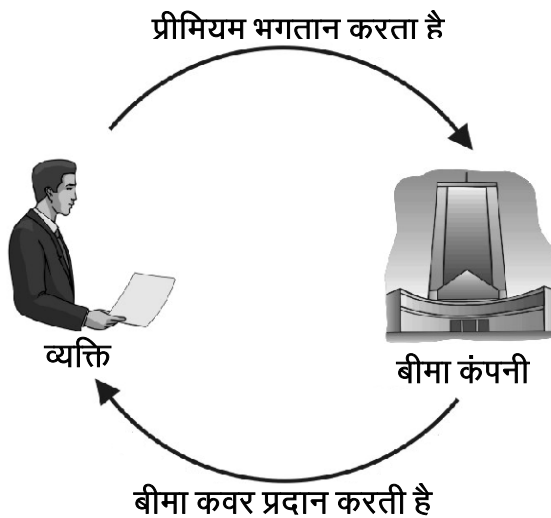 प्रीमियम भगतान करता है
व्यक्ति
बीमा कंपनी
बीमा कवर प्रदान करती है